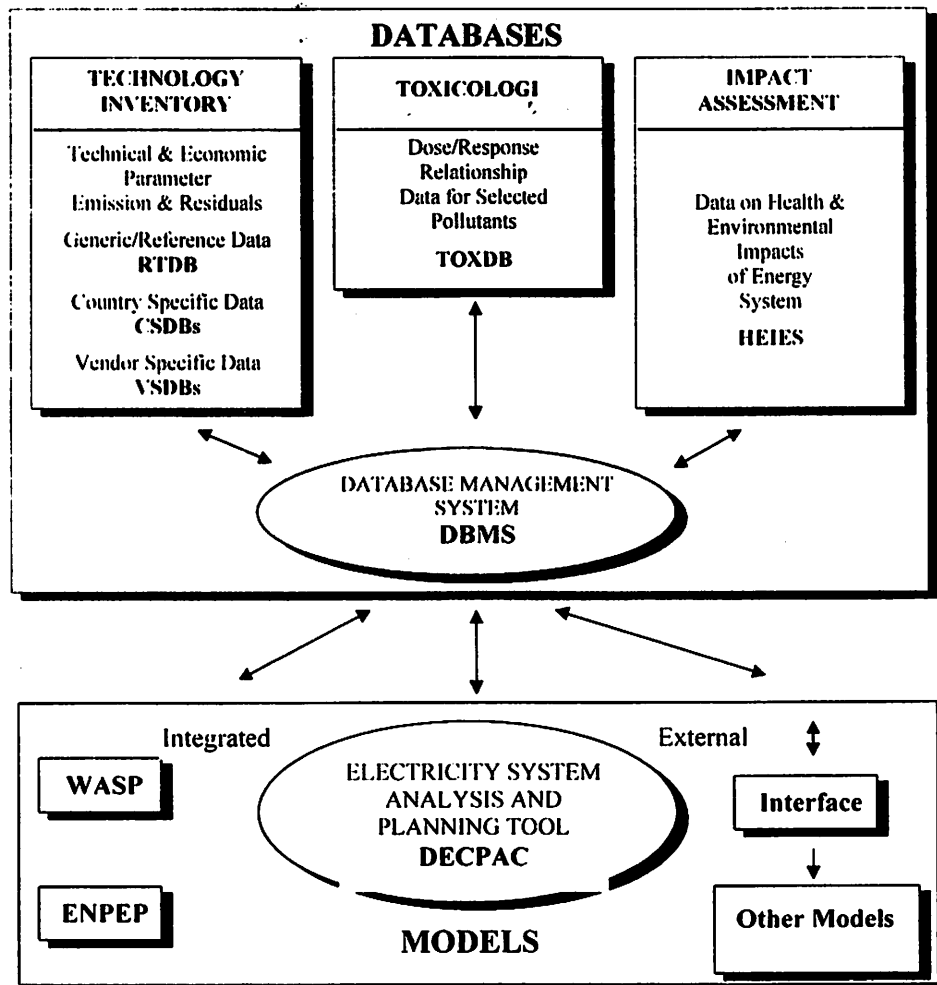 DATABASES
TECHNOLOGY
INVENTORY
Technical & Economic
Parameter
Emission & Residuals
Generic/Reference Data
RTDB
Country Specific Data
CSDBs
Vendor Specific Data
VSDBs
TOXICOLOGI
Dose/Response
Relationship
Data for Selected
Pollutants
TOXDB
IMPACT
ASSESSMENT
Data on Health &
Environmental
Impacts
of Energy
System
HEIES
DATABASE MANAGEMENT
SYSTEM
DBMS
Integrated
WASP
ENPEP
ELECTRICITY SYSTEM
ANALYSIS AND
PLANNING TOOL
DECPAC
External
Interface
Other Models
MODELS